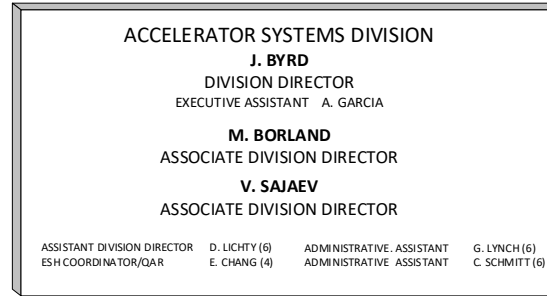 ACCELERATOR SYSTEMS DIVISION
J. BYRD
DIVISION DIRECTOR
EXECUTIVE ASSISTANT A. GARCIA
M. BORLAND
ASSOCIATE DIVISION DIRECTOR
V. SAJAEV
ASSOCIATE DIVISION DIRECTOR
ASSISTANT DIVISION DIRECTOR D. LICHTY (6) ADMINISTRATIVE. ASSISTANT G. LYNCH (6)
ESH COORDINATOR/QAR E. CHANG (4) ADMINISTRATIVE ASSISTANT C. SCHMITT (6)